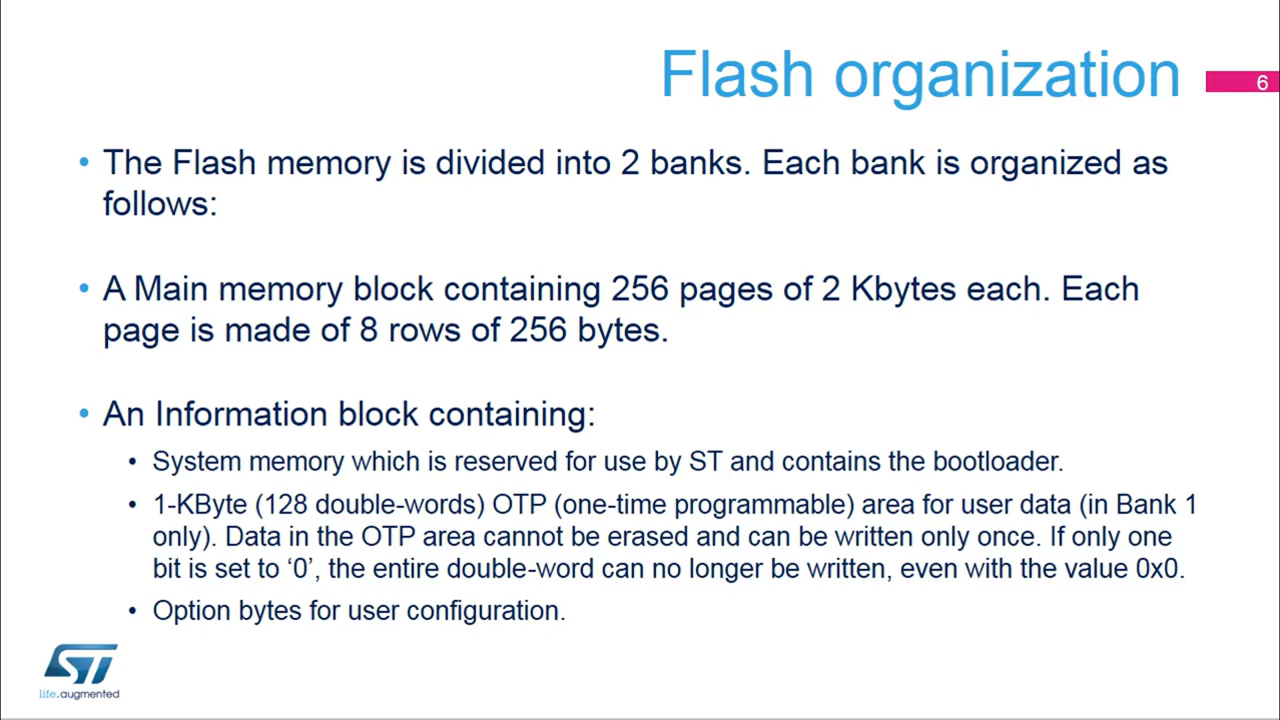 Flash organization
6
• The Flash memory is divided into 2 banks. Each bank is organized as
follows:
• A Main memory block containing 256 pages of 2 Kbytes each. Each
page is made of 8 rows of 256 bytes.
• An Information block containing:
• System memory which is reserved for use by ST and contains the bootloader.
• 1-KByte (128 double-words) OTP (one-time programmable) area for user data (in Bank 1
only). Data in the OTP area cannot be erased and can be written only once. If only one
bit is set to ‘0’, the entire double-word can no longer be written, even with the value 0x0.
• Option bytes for user configuration.
ST
life.augmented